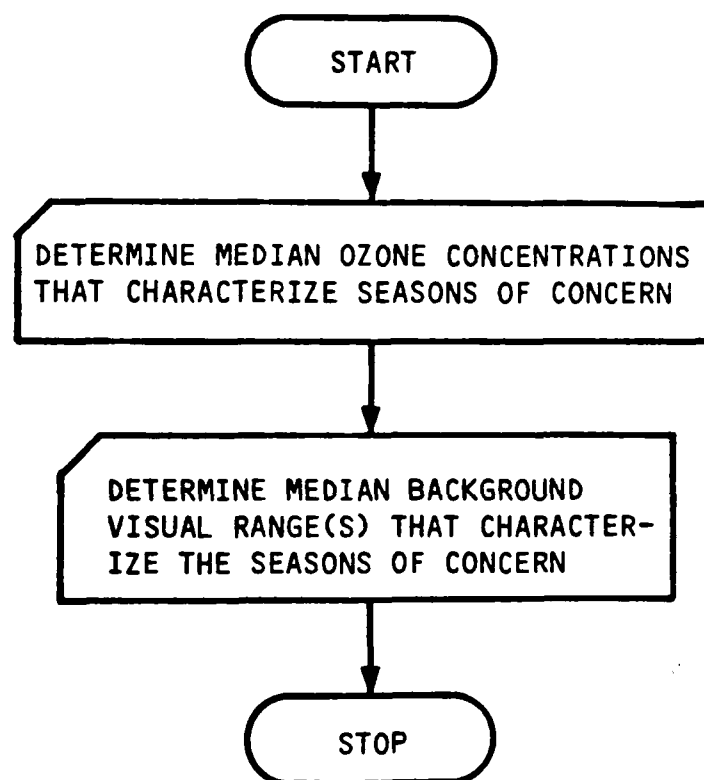 START
DETERMINE MEDIAN OZONE CONCENTRATIONS
THAT CHARACTERIZE SEASONS OF CONCERN
DETERMINE MEDIAN BACKGROUND
VISUAL RANGE(S) THAT CHARACTER-
IZE THE SEASONS OF CONCERN
STOP